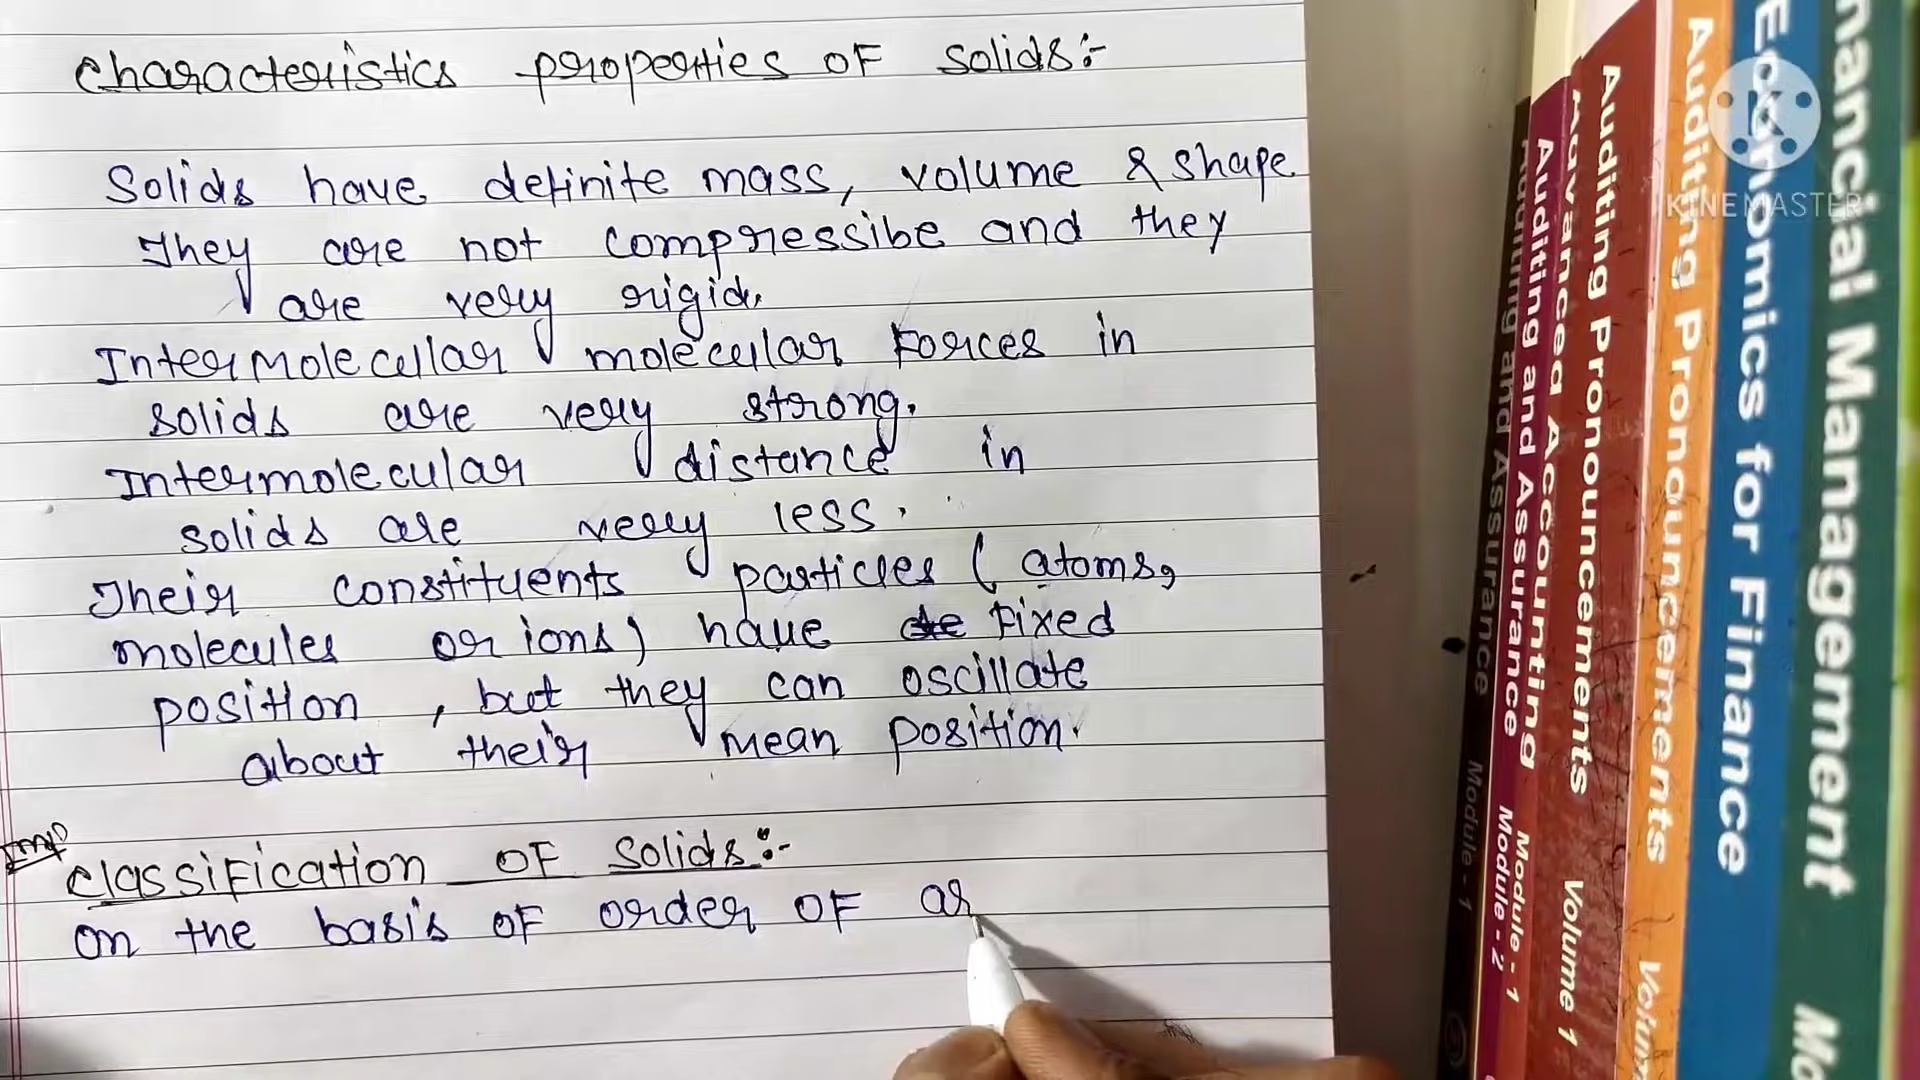 Characteristics properties OF solids:-
Solids have definite mass, volume & shape
They are not compressibe and they
are very rigid.
Intermolecular molecular Forces in
solids are very strong.
Intermolecular distance in
solids are very less.
Their constituents particles ( atoms,
molecules or ions) have de Fixed
position , but they can oscillate
about their mean position.
Imp
Classification OF solids:-
on the basis OF order OF ar
Auditing and Assurance Module - 1
Auditing and Assurance Module - 2
Advanced Accounting Module - 1
Auditing Pronouncements Volume 1
Auditing Pronouncements
Economics for Finance
nancial Management
KINEMASTER